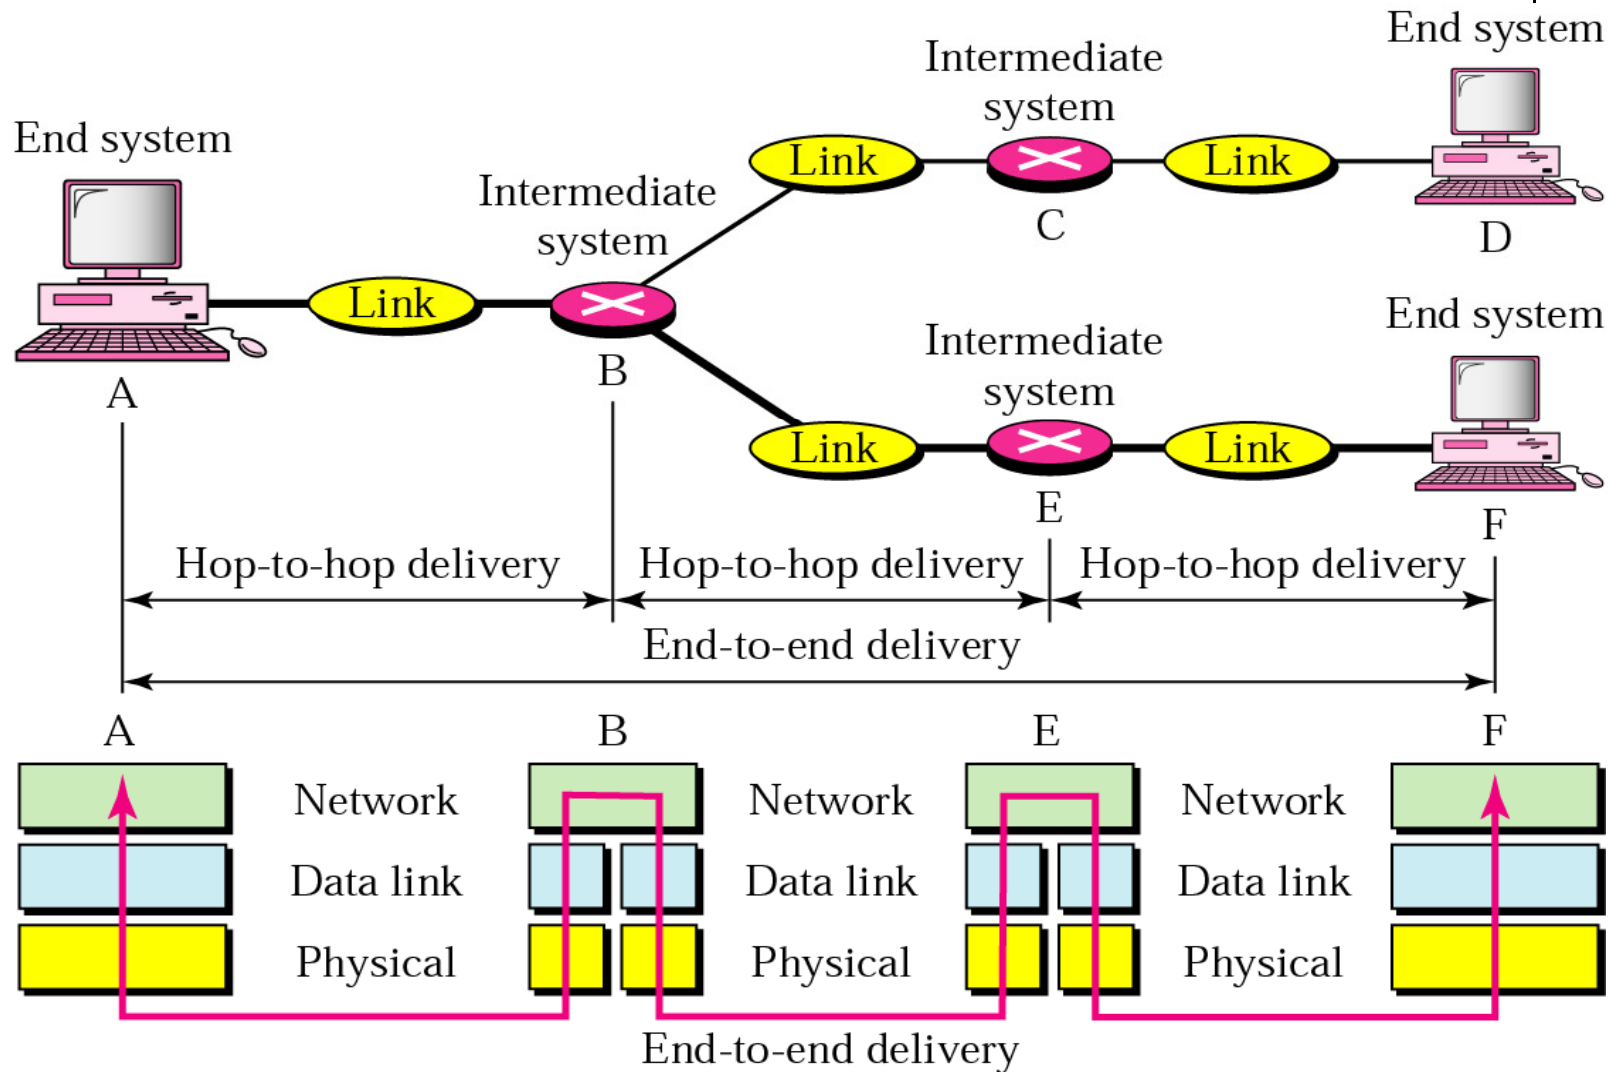 End system
Intermediate
system
Link
Link
C
D
End system
Intermediate
system
Link
A
B
End system
Intermediate
system
Link
Link
E
F
Hop-to-hop delivery
Hop-to-hop delivery
Hop-to-hop delivery
End-to-end delivery
A
B
E
F
Network
Network
Network
Data link
Data link
Data link
Physical
Physical
Physical
End-to-end delivery